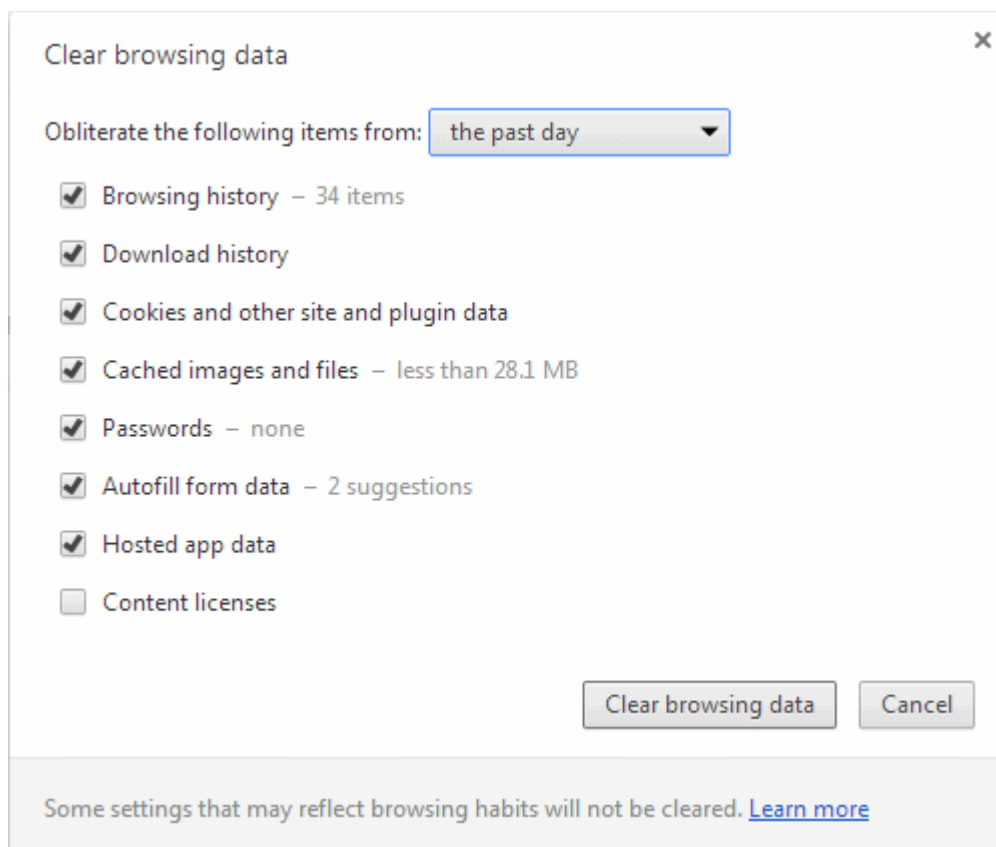 Clear browsing data
Obliterate the following items from: the past day
Browsing history – 34 items
Download history
Cookies and other site and plugin data
Cached images and files – less than 28.1 MB
Passwords – none
Autofill form data – 2 suggestions
Hosted app data
Content licenses
Clear browsing data Cancel
Some settings that may reflect browsing habits will not be cleared. Learn more